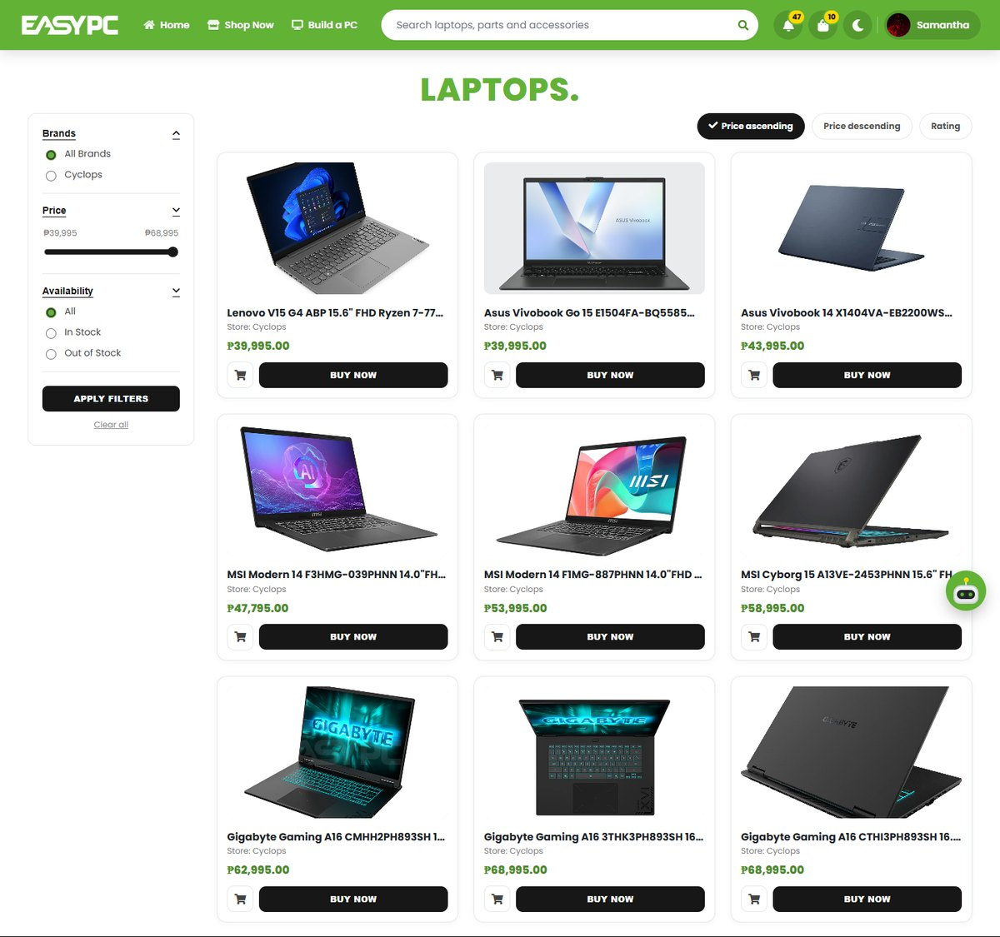 EASYPC
Home
Shop Now
Build a PC
Search laptops, parts and accessories
47
10
Samantha
LAPTOPS.
Price ascending
Price descending
Rating
Brands
All Brands
Cyclops
Price
₱39,995
₱68,995
Availability
All
In Stock
Out of Stock
APPLY FILTERS
Clear all
ASUS Vivobook
Lenovo V15 G4 ABP 15.6" FHD Ryzen 7-77...
Store: Cyclops
₱39,995.00
BUY NOW
Asus Vivobook Go 15 E1504FA-BQ5585...
Store: Cyclops
₱39,995.00
BUY NOW
Asus Vivobook 14 X1404VA-EB2200WS...
Store: Cyclops
₱43,995.00
BUY NOW
AI
msi
MSI Modern 14 F3HMG-039PHNN 14.0"FH...
Store: Cyclops
₱47,795.00
BUY NOW
msi
msi
MSI Modern 14 F1MG-887PHNN 14.0"FHD ...
Store: Cyclops
₱53,995.00
BUY NOW
MSI Cyborg 15 A13VE-2453PHNN 15.6" FH
Store: Cyclops
₱58,995.00
BUY NOW
GIGABYTE
EASYPC
Gigabyte Gaming A16 CMHH2PH893SH 1...
Store: Cyclops
₱62,995.00
BUY NOW
GIGABYTE
Gigabyte Gaming A16 3THK3PH893SH 16...
Store: Cyclops
₱68,995.00
BUY NOW
GIGABYTE
Gigabyte Gaming A16 CTHI3PH893SH 16....
Store: Cyclops
₱68,995.00
BUY NOW